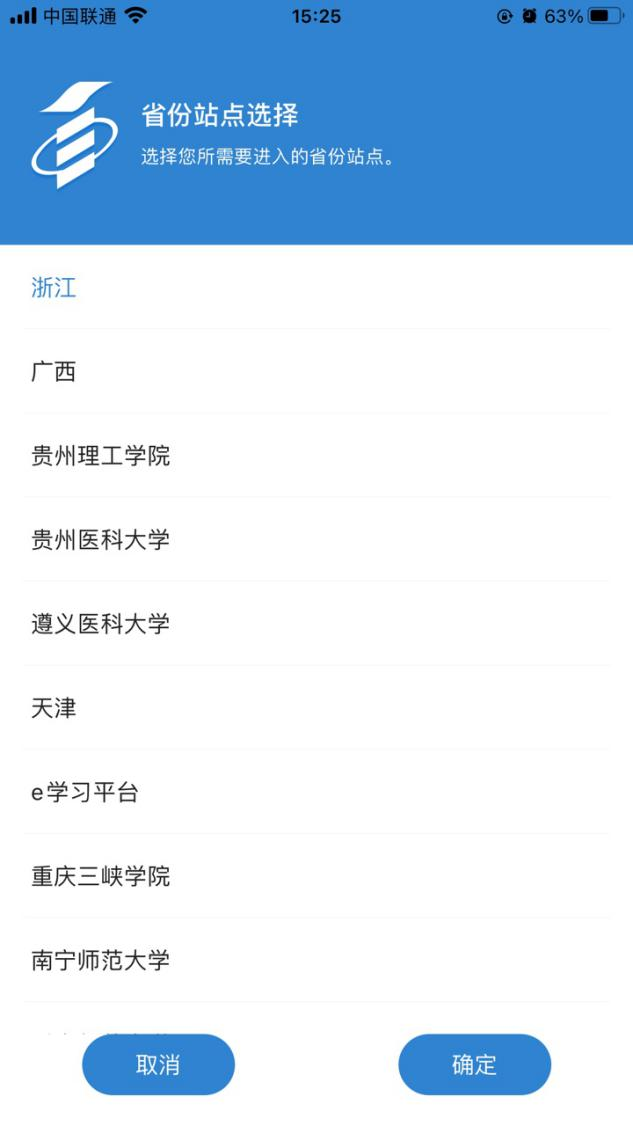 中国联通
15:25
63%
省份站点选择
选择您所需要进入的省份站点。
浙江
广西
贵州理工学院
贵州医科大学
遵义医科大学
天津
e学习平台
重庆三峡学院
南宁师范大学
取消
确定